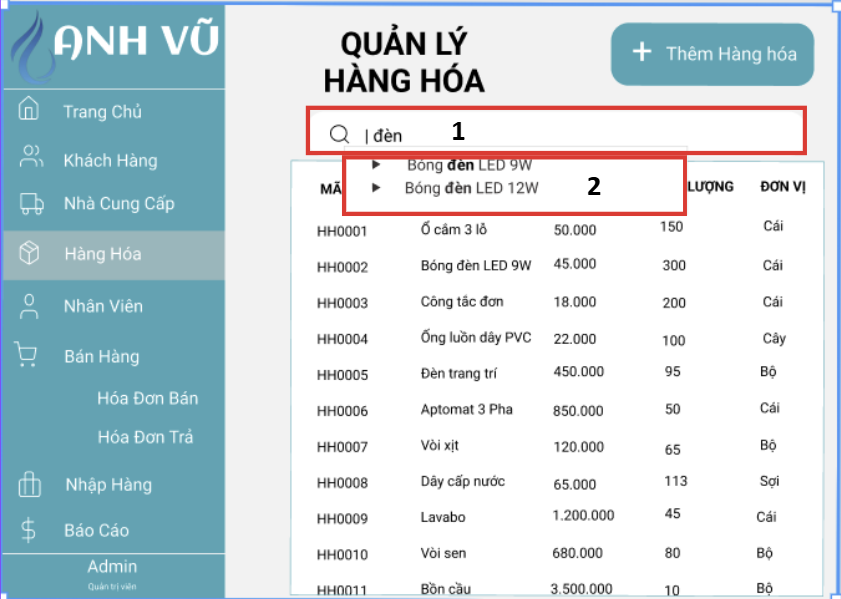 ANH VŨ
Trang Chủ
Khách Hàng
Nhà Cung Cấp
Hàng Hóa
Nhân Viên
Bán Hàng
Hóa Đơn Bán
Hóa Đơn Trả
Nhập Hàng
Báo Cáo
Admin
Quản trị viên
QUẢN LÝ
HÀNG HÓA
+ Thêm Hàng hóa
| đèn 1
Bóng đèn LED 9W
Bóng đèn LED 12W 2
MÃ LƯỢNG ĐƠN VỊ
HH0001 Ổ cắm 3 lỗ 50.000 150 Cái
HH0002 Bóng đèn LED 9W 45.000 300 Cái
HH0003 Công tắc đơn 18.000 200 Cái
HH0004 Ống luồn dây PVC 22.000 100 Cây
HH0005 Đèn trang trí 450.000 95 Bộ
HH0006 Aptomat 3 Pha 850.000 50 Cái
HH0007 Vòi xịt 120.000 65 Bộ
HH0008 Dây cấp nước 65.000 113 Sợi
HH0009 Lavabo 1.200.000 45 Cái
HH0010 Vòi sen 680.000 80 Bộ
HH0011 Bồn cầu 3.500.000 10 Bộ